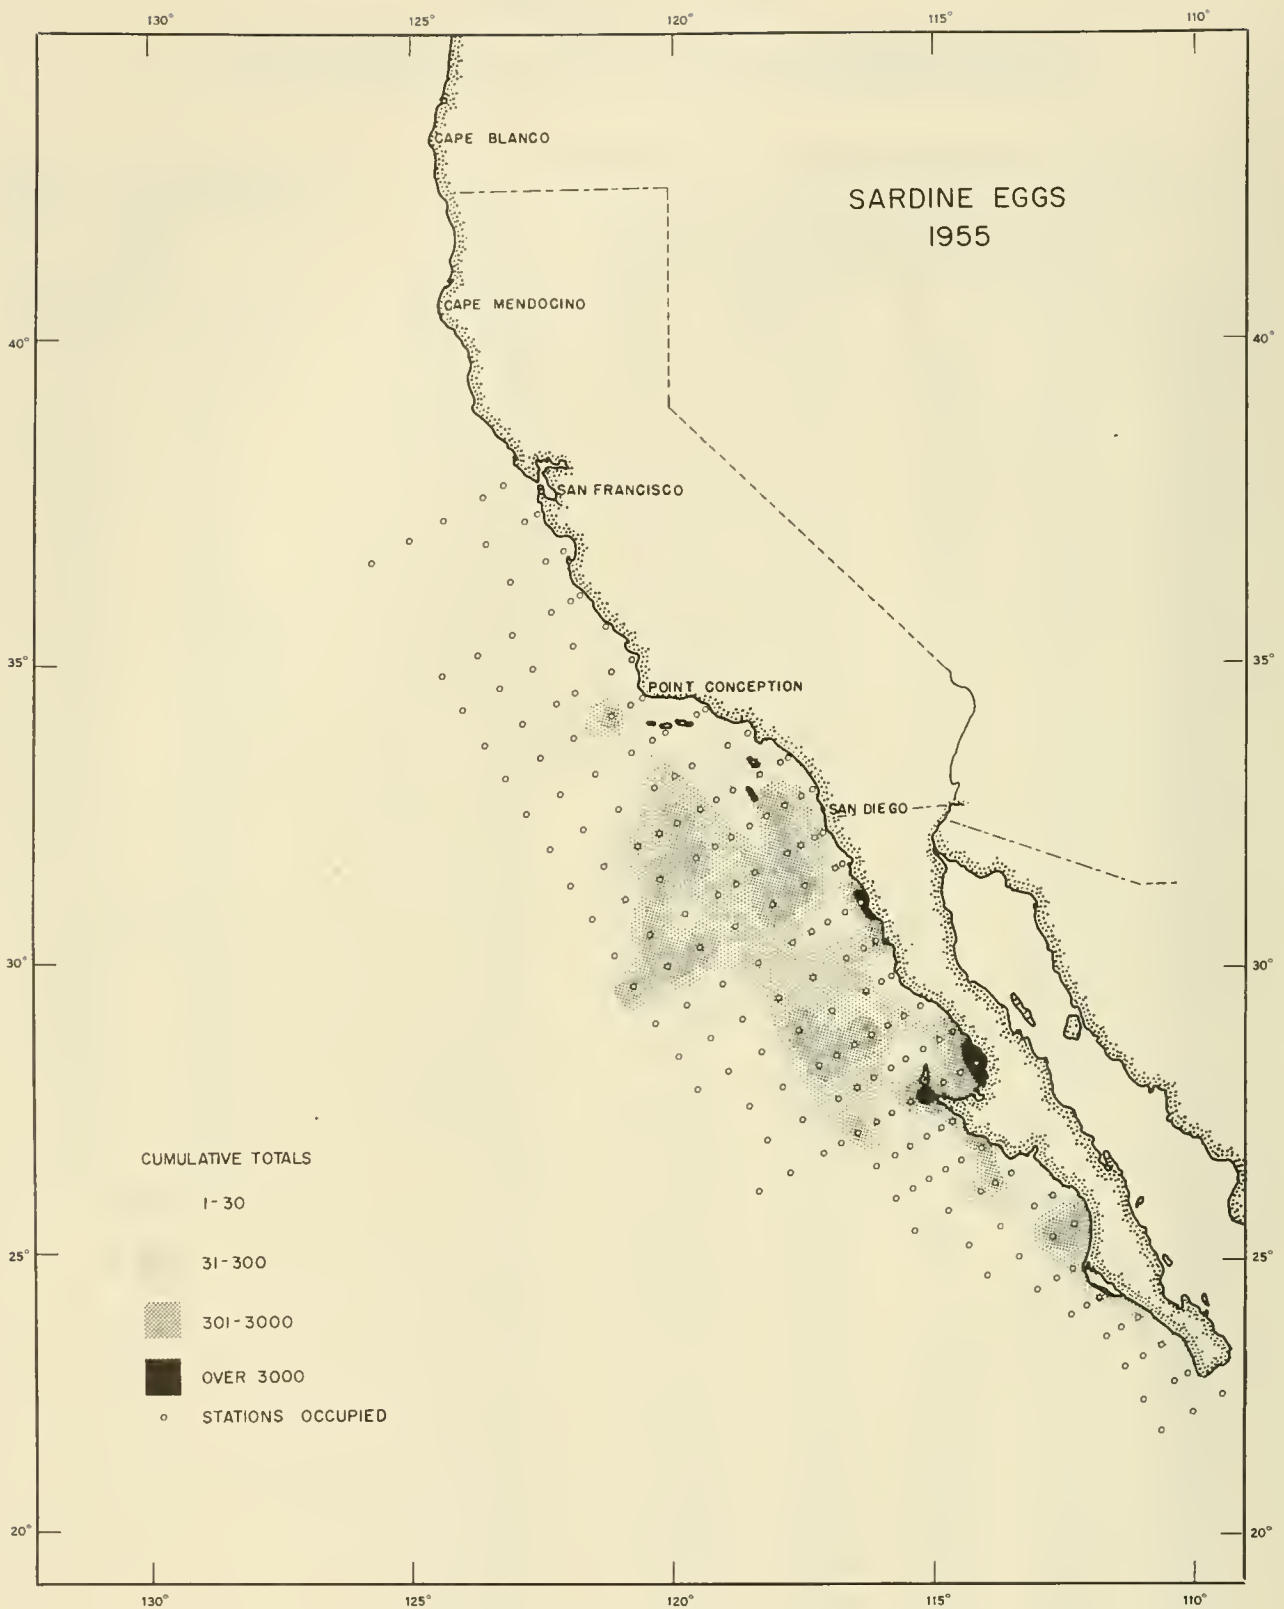 130° 125° 120° 115° 110°
CAPE BLANCO
SARDINE EGGS
1955
CAPE MENDOCINO
40° 40°
SAN FRANCISCO
35° 35°
POINT CONCEPTION
SAN DIEGO
30° 30°
CUMULATIVE TOTALS
1-30
25° 25°
31-300
301-3000
OVER 3000
STATIONS OCCUPIED
20° 20°
130° 125° 120° 115° 110°